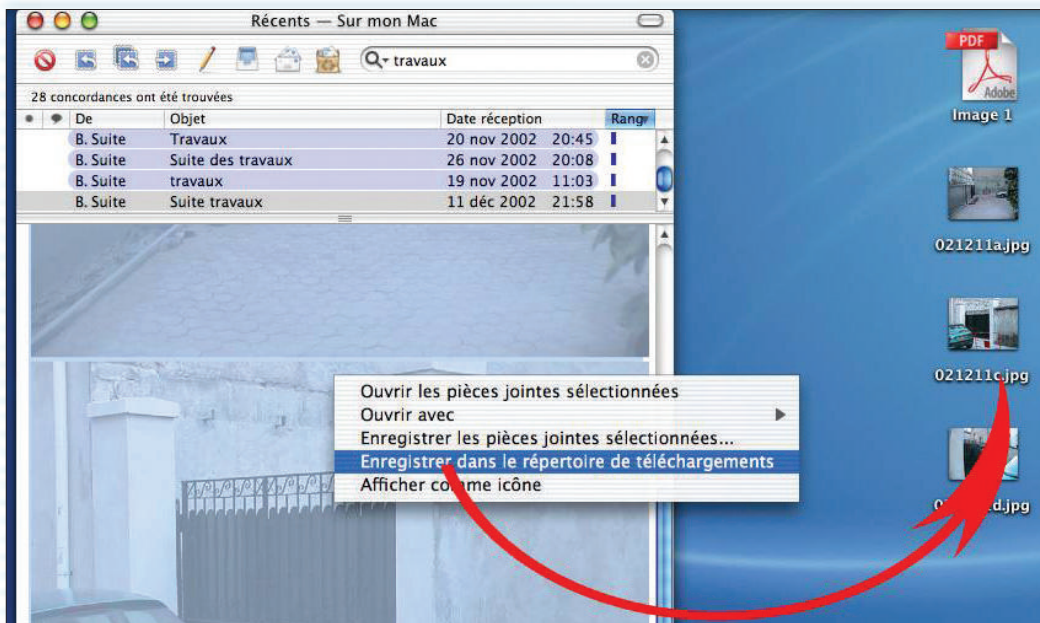 Récents — Sur mon Mac
travaux
28 concordances ont été trouvées
De Objet Date réception Rang
B. Suite Travaux 20 nov 2002 20:45
B. Suite Suite des travaux 26 nov 2002 20:08
B. Suite travaux 19 nov 2002 11:03
B. Suite Suite travaux 11 déc 2002 21:58
Ouvrir les pièces jointes sélectionnées
Ouvrir avec
Enregistrer les pièces jointes sélectionnées...
Enregistrer dans le répertoire de téléchargements
Afficher comme icône
PDF
Adobe
Image 1
021211a.jpg
021211c.jpg
d.jpg